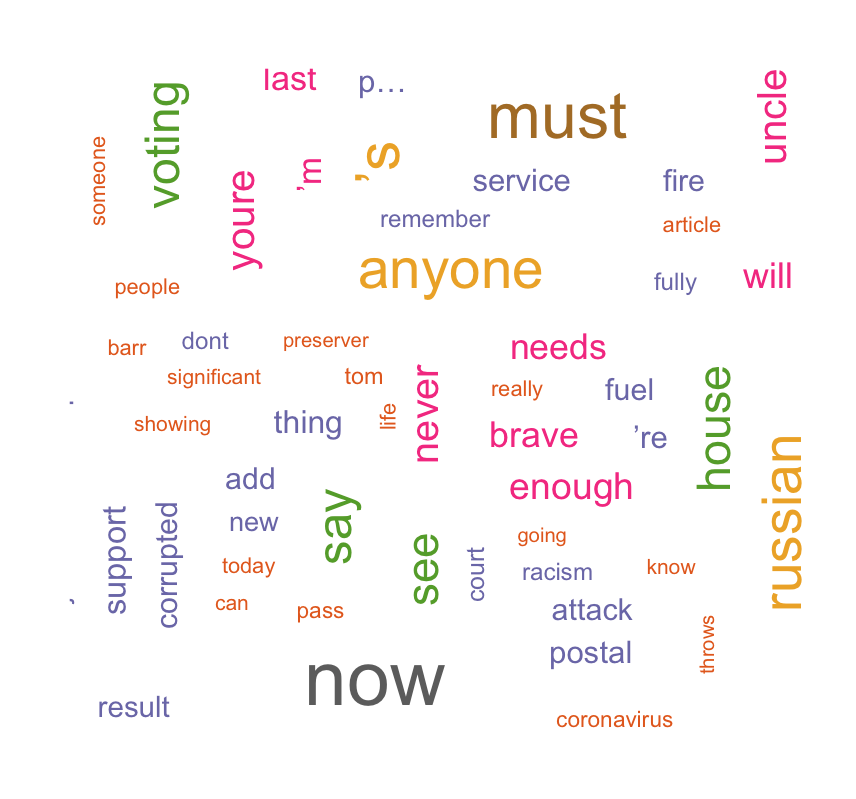 last
p…
must
uncle
voting
someone
youre
’m
’s
service
fire
remember
article
anyone
fully
will
people
barr
dont
preserver
needs
significant
tom
never
really
fuel
house
showing
thing
life
brave
’re
russian
add
enough
support
corrupted
new
say
see
court
going
today
racism
know
can
pass
attack
postal
throws
now
result
coronavirus